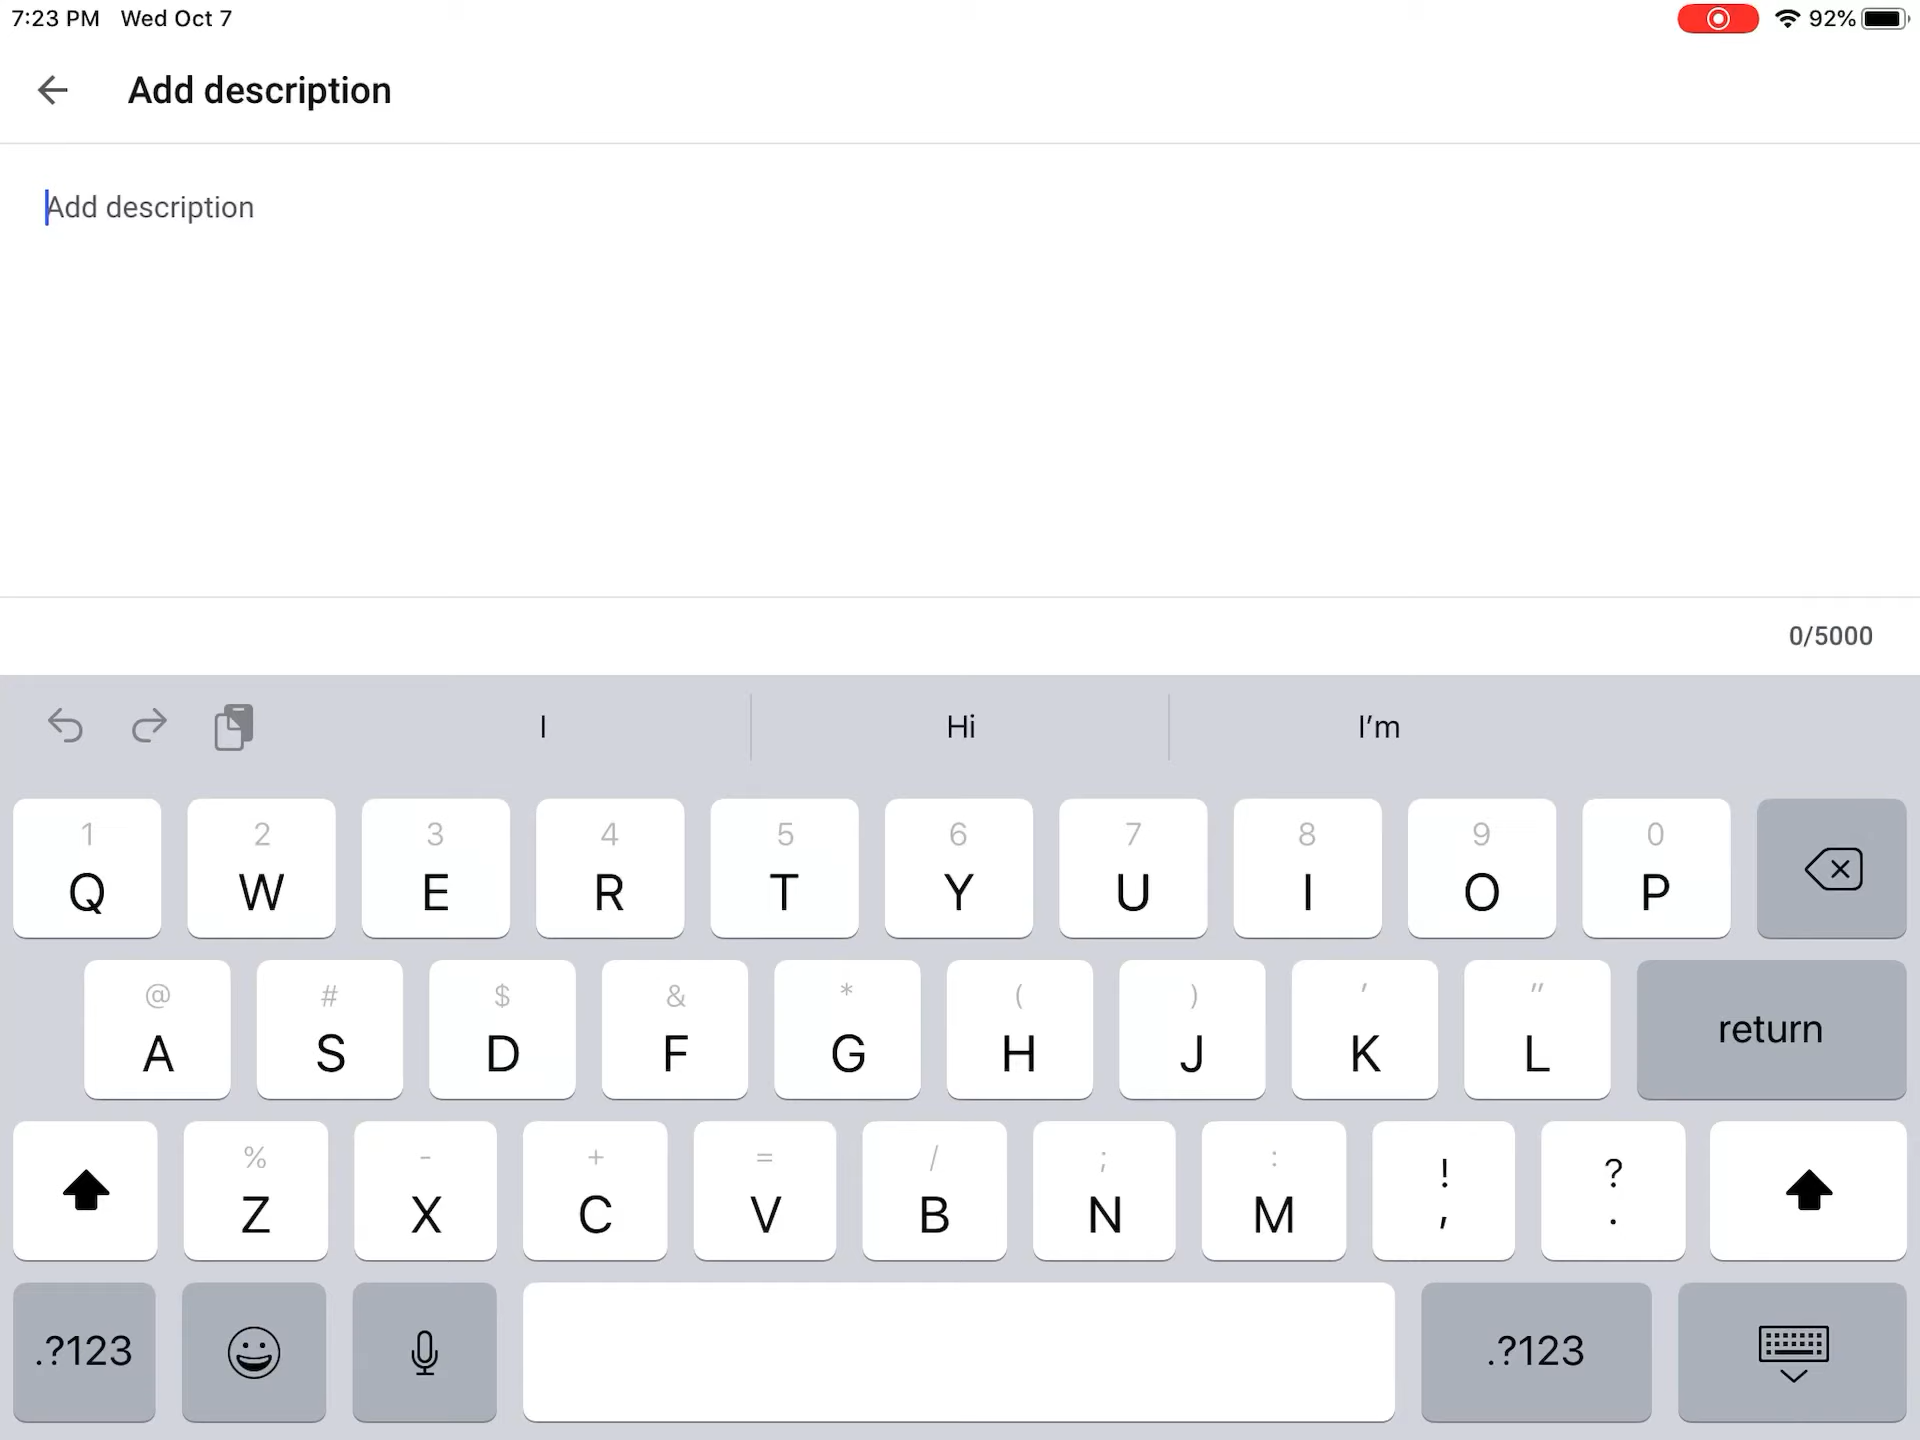 7:23 PM Wed Oct 7 92%
Add description
Add description
0/5000
I Hi I’m
1 2 3 4 5 6 7 8 9 0
Q W E R T Y U I O P
@ # $ & * ( ) ' "
A S D F G H J K L return
% - + = / ; : ! ?
Z X C V B N M , .
.?123 .?123